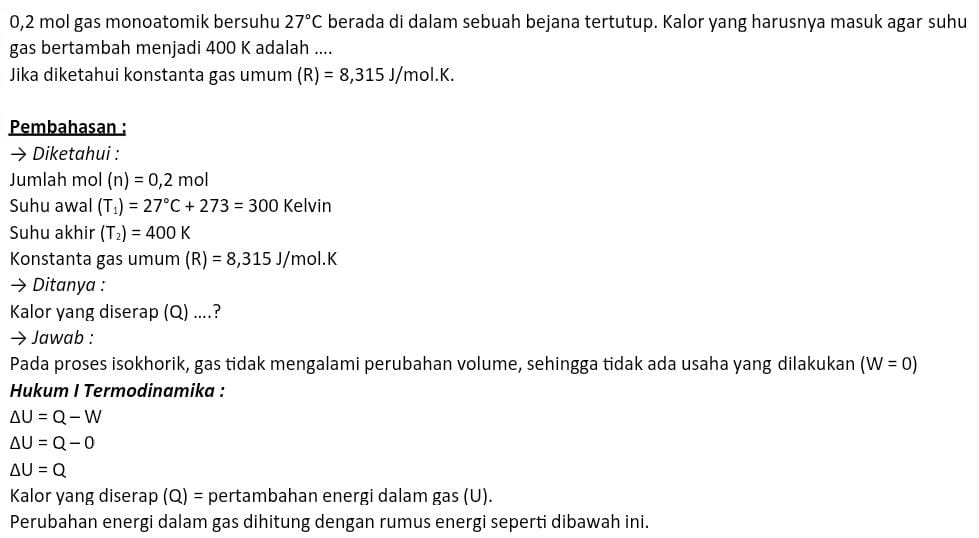 0,2 mol gas monoatomik bersuhu 27°C berada di dalam sebuah bejana tertutup. Kalor yang harusnya masuk agar suhu
gas bertambah menjadi 400 K adalah ....
Jika diketahui konstanta gas umum (R) = 8,315 J/mol.K.
Pembahasan :
→ Diketahui :
Jumlah mol (n) = 0,2 mol
Suhu awal (T₁) = 27°C + 273 = 300 Kelvin
Suhu akhir (T₂) = 400 K
Konstanta gas umum (R) = 8,315 J/mol.K
→ Ditanya :
Kalor yang diserap (Q) ....?
→ Jawab :
Pada proses isokhorik, gas tidak mengalami perubahan volume, sehingga tidak ada usaha yang dilakukan (W = 0)
Hukum I Termodinamika :
ΔU = Q – W
ΔU = Q – 0
ΔU = Q
Kalor yang diserap (Q) = pertambahan energi dalam gas (U).
Perubahan energi dalam gas dihitung dengan rumus energi seperti dibawah ini.